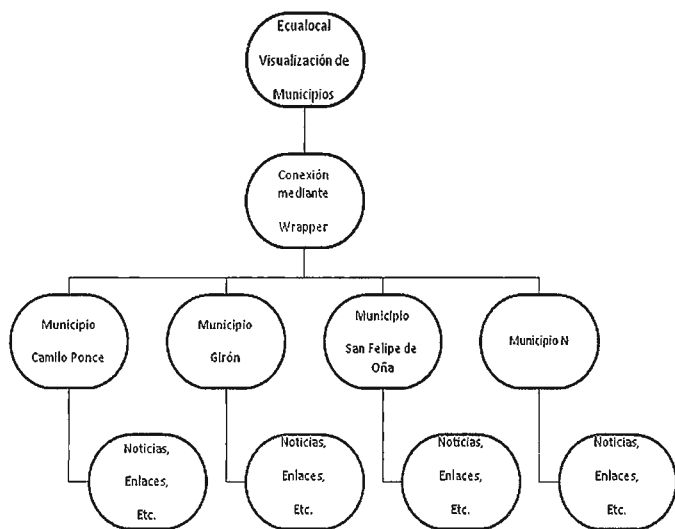 Ecualocal
Visualización de
Municipios
Conexión
mediante
Wrapper
Municipio
Camilo Ponce
Municipio
Girón
Municipio
San Felipe de
Oña
Municipio N
Noticias,
Enlaces,
Etc.
Noticias,
Enlaces,
Etc.
Noticias,
Enlaces,
Etc.
Noticias,
Enlaces,
Etc.